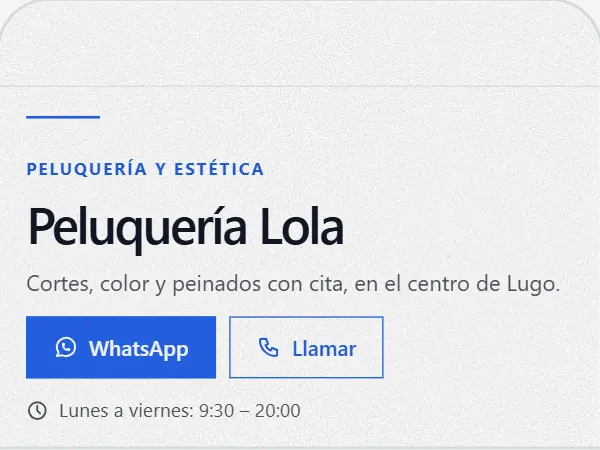 PELUQUERÍA Y ESTÉTICA
Peluquería Lola
Cortes, color y peinados con cita, en el centro de Lugo.
WhatsApp
Llamar
Lunes a viernes: 9:30 – 20:00